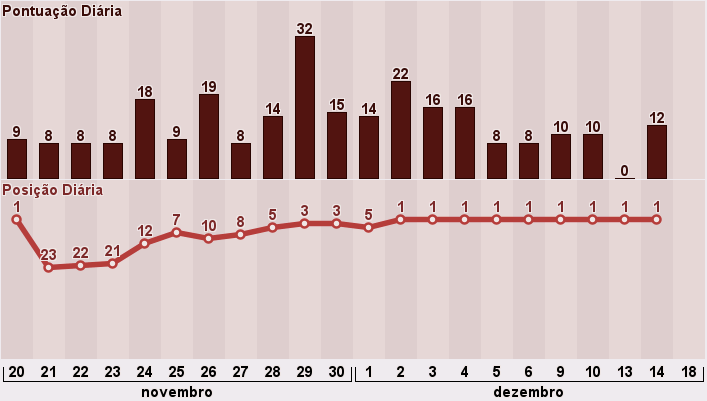 Pontuação Diária
9 8 8 8 18 9 19 8 14 32 15 14 22 16 16 8 8 10 10 0 12
Posição Diária
1 23 22 21 12 7 10 8 5 3 3 5 1 1 1 1 1 1 1 1 1
20 21 22 23 24 25 26 27 28 29 30 1 2 3 4 5 6 9 10 13 14 18
novembro dezembro